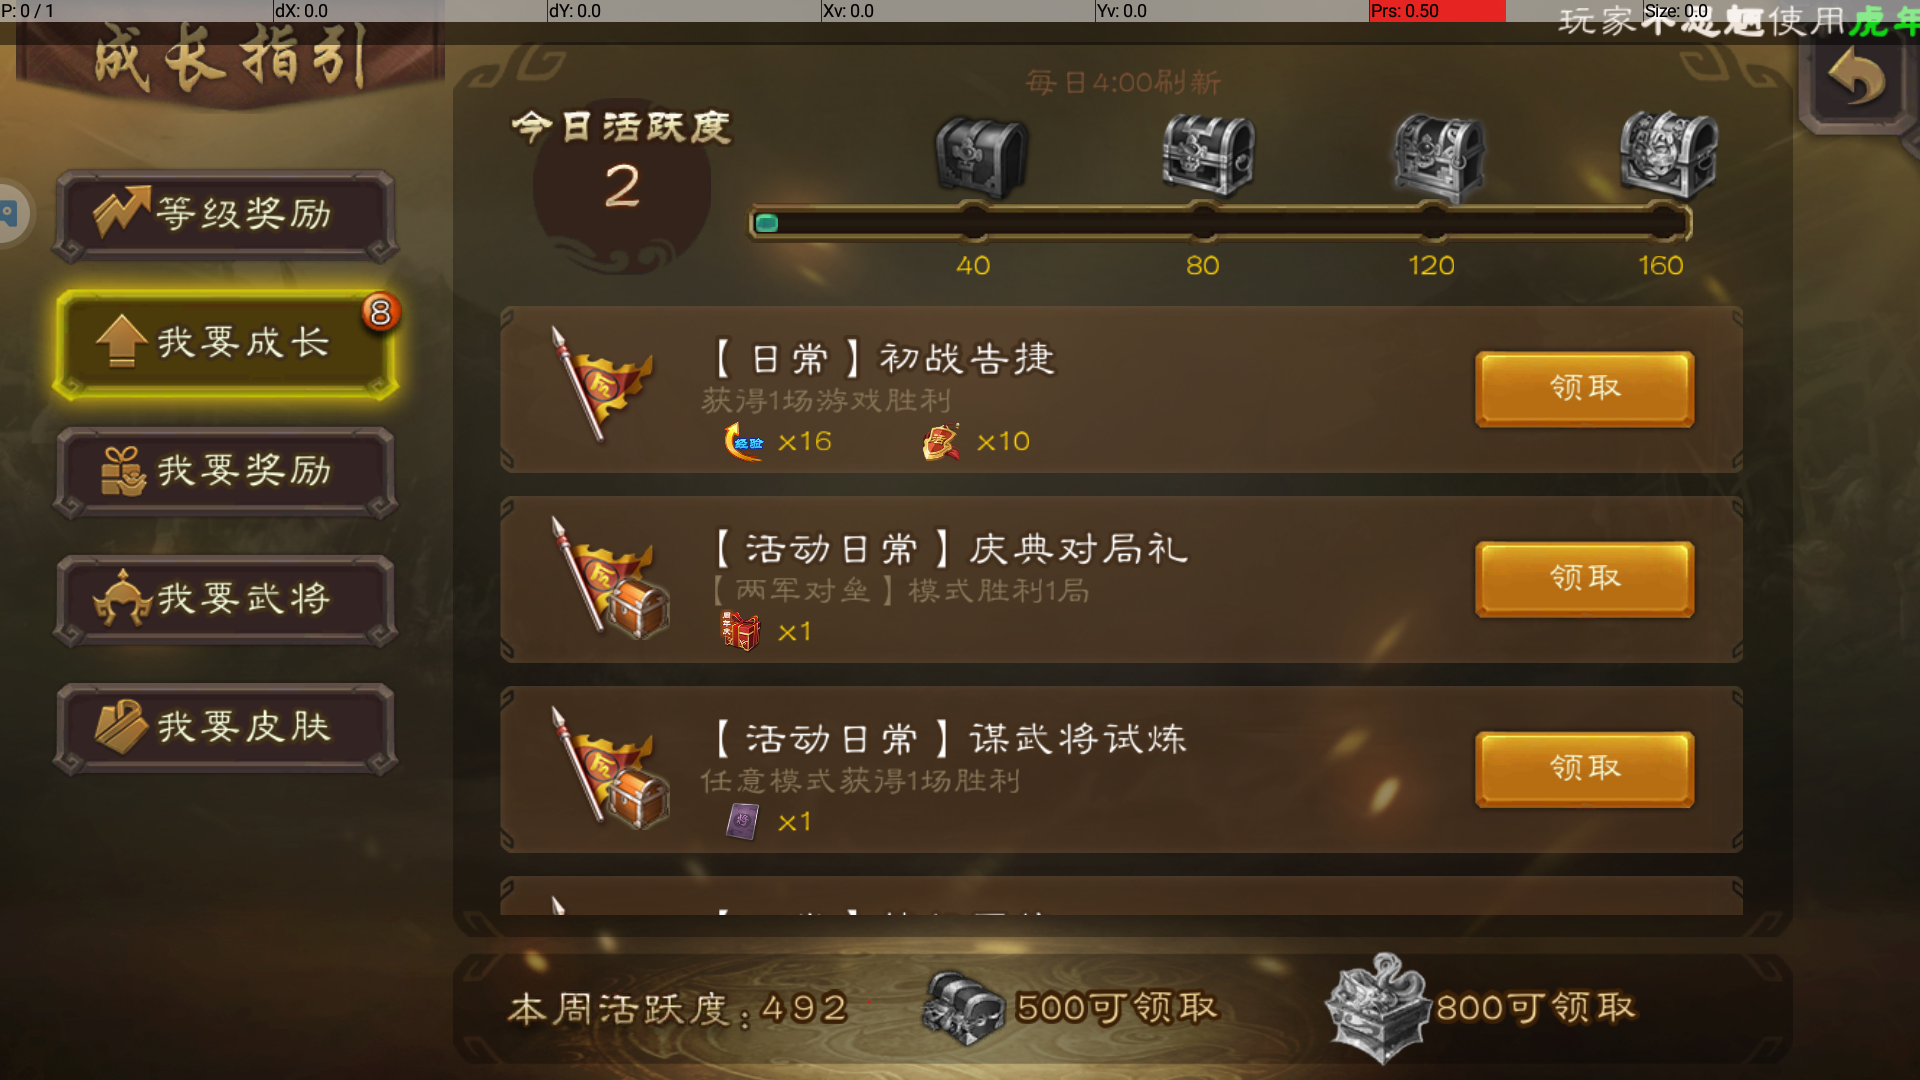 P: 0 / 1
dX: 0.0
dY: 0.0
Xv: 0.0
Yv: 0.0
Prs: 0.50
Size: 0.0
使用虎年
玩家不
成长指引
每日4:00刷新
今日活跃度
2
40
80
120
160
等级奖励
我要成长
8
我要奖励
我要武将
我要皮肤
【日常】初战告捷
获得1场游戏胜利
经验 x16
x10
领取
【活动日常】庆典对局礼
【两军对垒】模式胜利1局
周年庆 x1
领取
【活动日常】谋武将试炼
任意模式获得1场胜利
将 x1
领取
本周活跃度:492
500可领取
800可领取